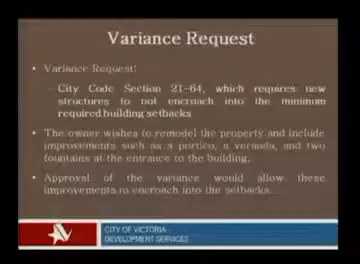 Variance Request
• Variance Request:
– City Code Section 21-64, which requires new
structures to not encroach into the minimum
required building setbacks
• The owner wishes to remodel the property and include
improvements such as a portico, a veranda, and two
fountains at the entrance to the building.
• Approval of the variance would allow these
improvements to encroach into the setbacks.
CITY OF VICTORIA -
DEVELOPMENT SERVICES